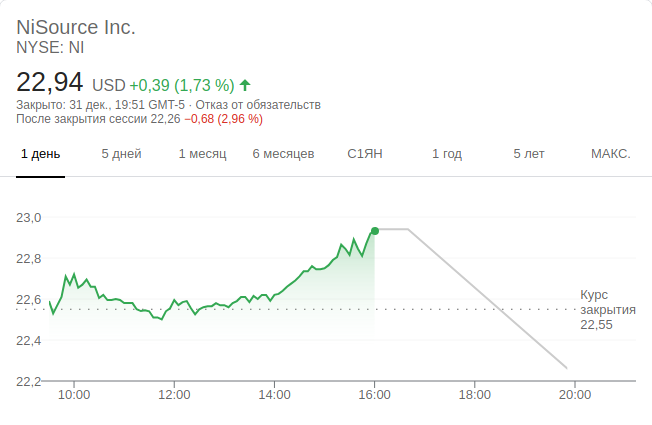 NiSource Inc.
NYSE: NI
22,94 USD +0,39 (1,73 %)
Закрыто: 31 дек., 19:51 GMT-5 · Отказ от обязательств
После закрытия сессии 22,26 −0,68 (2,96 %)
1 день 5 дней 1 месяц 6 месяцев С1ЯН 1 год 5 лет МАКС.
23,0
22,8
22,6
22,4
22,2
Курс
закрытия
22,55
10:00 12:00 14:00 16:00 18:00 20:00